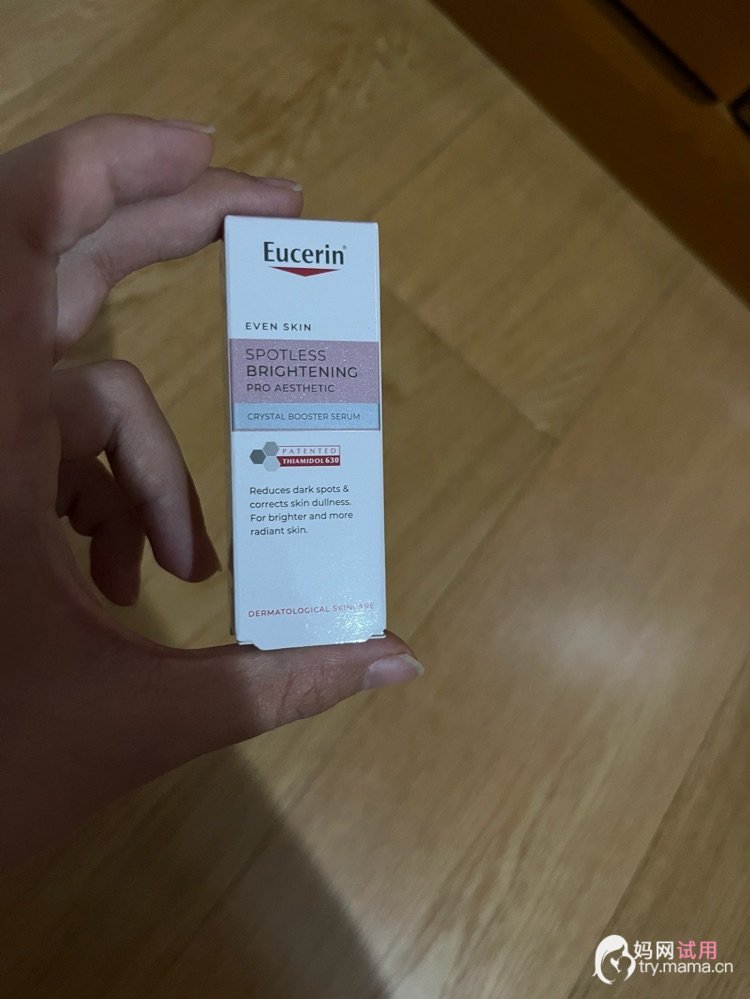 Eucerin®
EVEN SKIN
SPOTLESS
BRIGHTENING
PRO AESTHETIC
CRYSTAL BOOSTER SERUM
PATENTED
THIAMIDOL 630
Reduces dark spots &
corrects skin dullness.
For brighter and more
radiant skin.
DERMATOLOGICAL SKINCARE
妈网试用
try.mama.cn